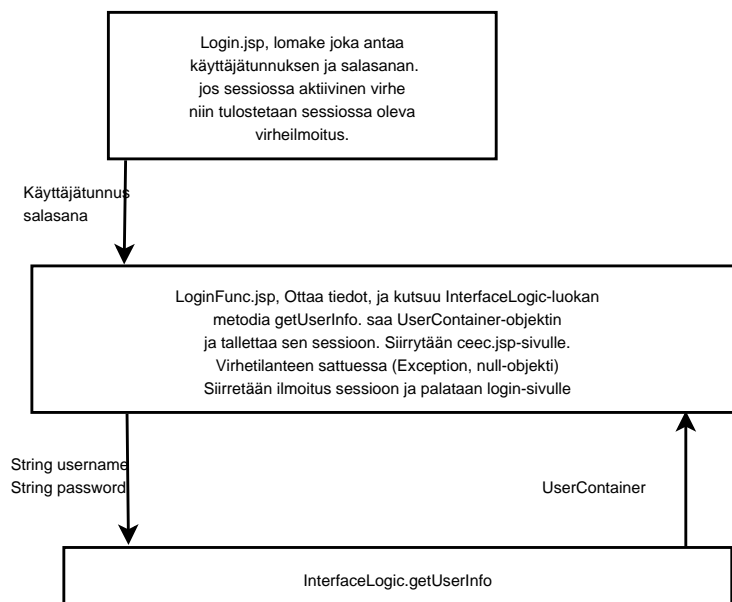 Login.jsp, lomake joka antaa
käyttäjätunnuksen ja salasanan.
jos sessiossa aktiivinen virhe
niin tulostetaan sessiossa oleva
virheilmoitus.
Käyttäjätunnus
salasana
LoginFunc.jsp, Ottaa tiedot, ja kutsuu InterfaceLogic-luokan
metodia getUserInfo. saa UserContainer-objektin
ja tallettaa sen sessioon. Siirrytään ceec.jsp-sivulle.
Virhetilanteen sattuessa (Exception, null-objekti)
Siirretään ilmoitus sessioon ja palataan login-sivulle
String username
String password
UserContainer
InterfaceLogic.getUserInfo